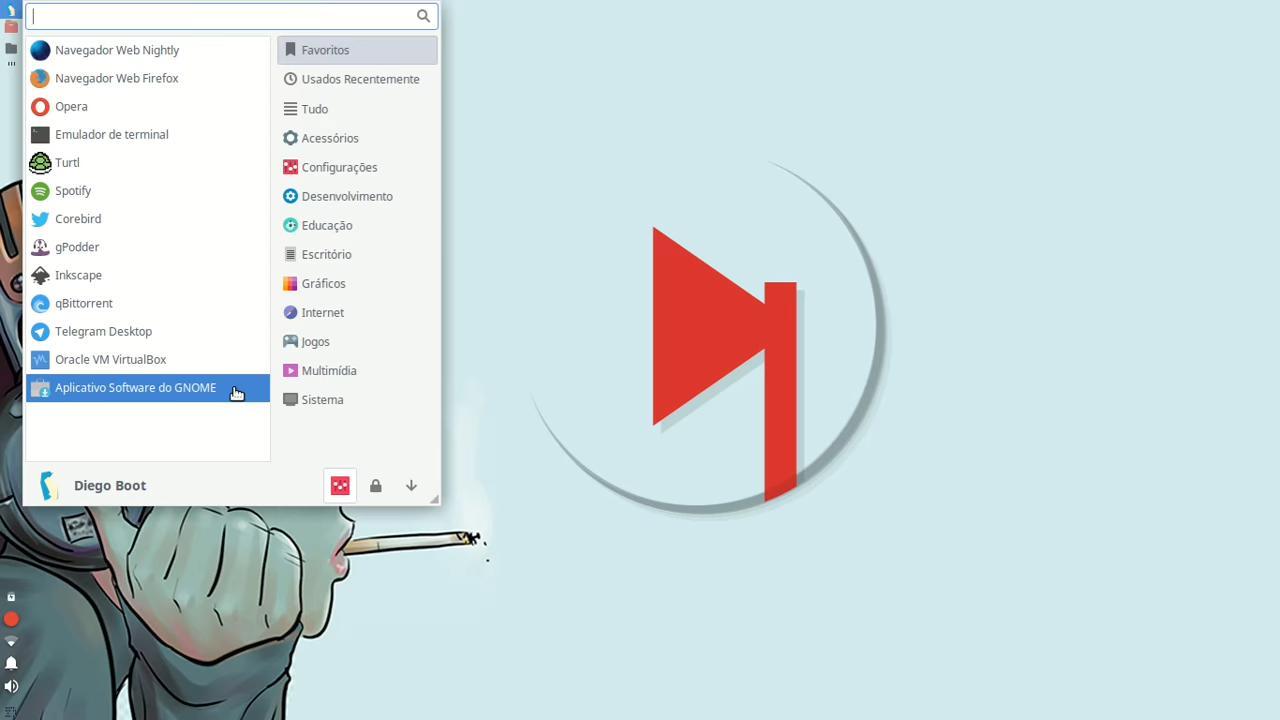 Navegador Web Nightly
Navegador Web Firefox
Opera
Emulador de terminal
Turtl
Spotify
Corebird
gPodder
Inkscape
qBittorrent
Telegram Desktop
Oracle VM VirtualBox
Aplicativo Software do GNOME
Favoritos
Usados Recentemente
Tudo
Acessórios
Configurações
Desenvolvimento
Educação
Escritório
Gráficos
Internet
Jogos
Multimídia
Sistema
Diego Boot